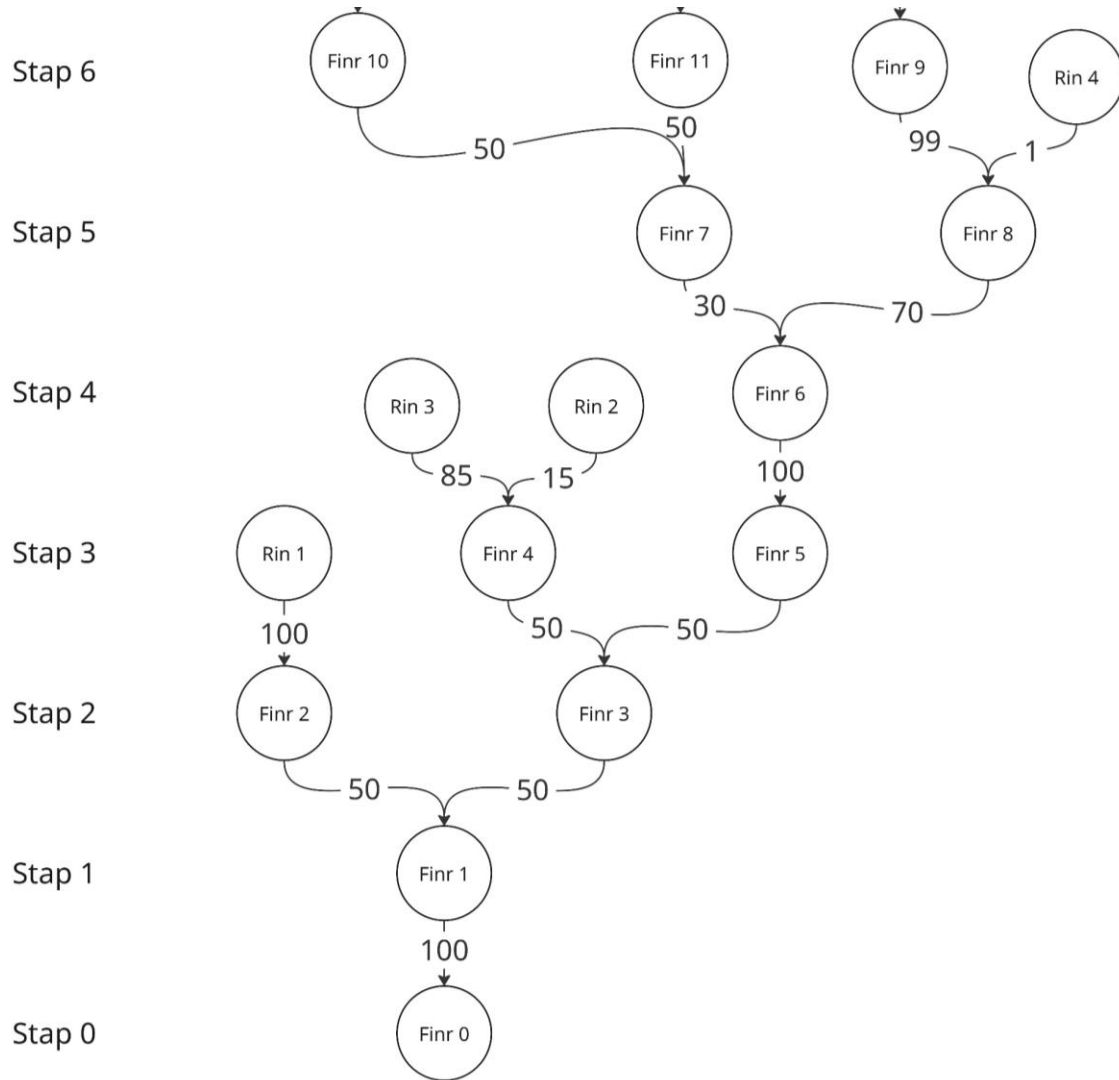 Stap 6
Finr 10
Finr 11
Finr 9
Rin 4
50
50
99
1
Stap 5
Finr 7
Finr 8
30
70
Stap 4
Rin 3
Rin 2
Finr 6
85
15
100
Stap 3
Rin 1
Finr 4
Finr 5
100
50
50
Stap 2
Finr 2
Finr 3
50
50
Stap 1
Finr 1
100
Stap 0
Finr 0